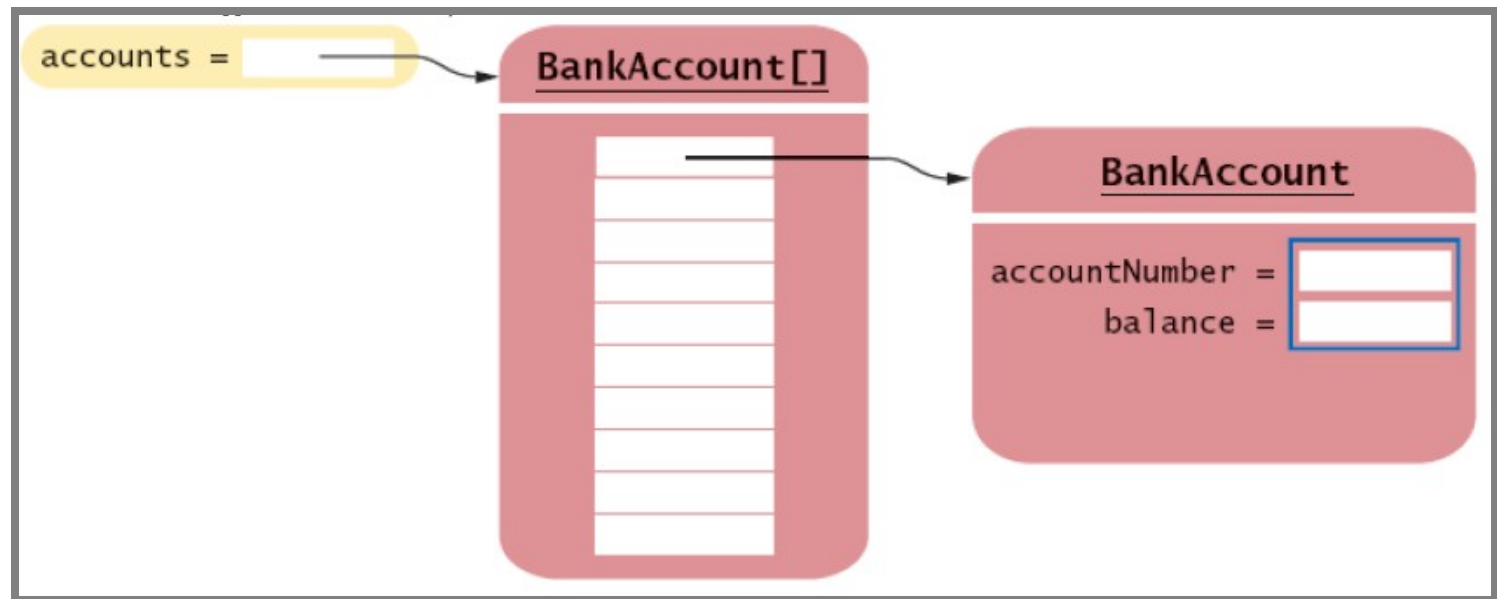 accounts =
BankAccount[]
BankAccount
accountNumber =
balance =